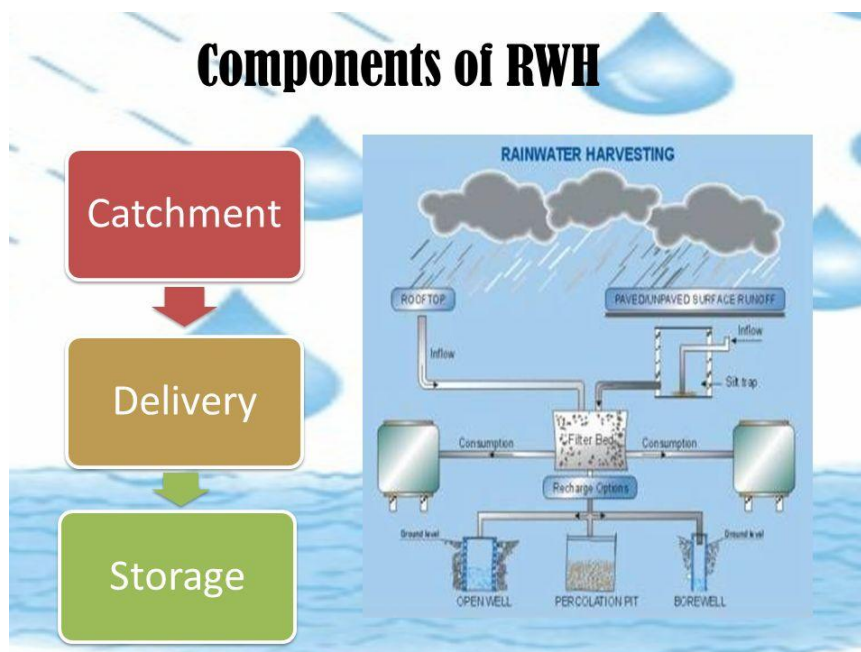 Components of RWH
Catchment
Delivery
Storage
RAINWATER HARVESTING
ROOFTOP
PAVED/UNPAVED SURFACE RUNOFF
Inflow
Inflow
Silt trap
Filter Bed
Consumption
Consumption
Recharge Options
Ground level
Ground level
OPEN WELL
PERCOLATION PIT
BOREWELL